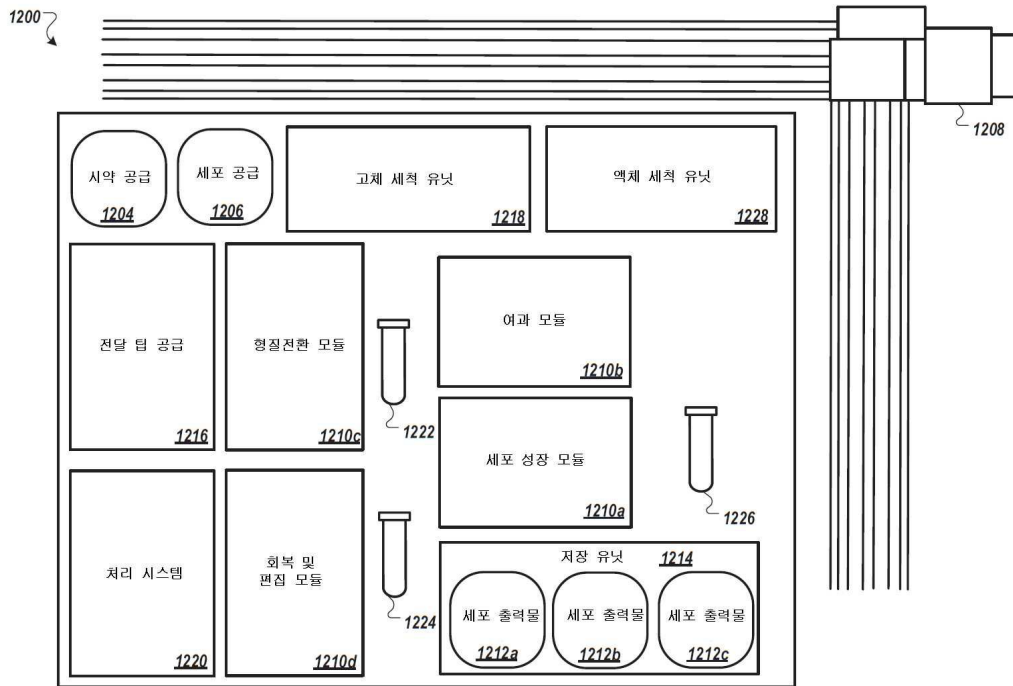 1200
1208
시약 공급
1204
세포 공급
1206
고체 세척 유닛
1218
액체 세척 유닛
1228
전달 팁 공급
1216
형질전환 모듈
1210c
1222
여과 모듈
1210b
세포 성장 모듈
1210a
1226
처리 시스템
1220
회복 및
편집 모듈
1210d
1224
저장 유닛
1214
세포 출력물
1212a
세포 출력물
1212b
세포 출력물
1212c